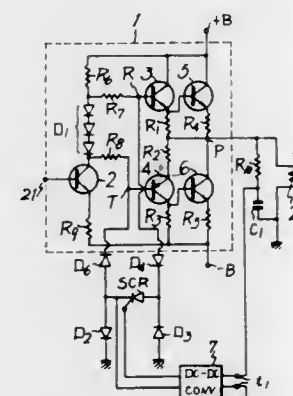 1
+B
R6
3
R
5
R7
R1
R4
D1
R8
R2
P
2
4
6
R10
21
T
R3
R5
C1
R9
-B
D6
D4
SCR
D2
D3
7
DC-DC
CONV
t1